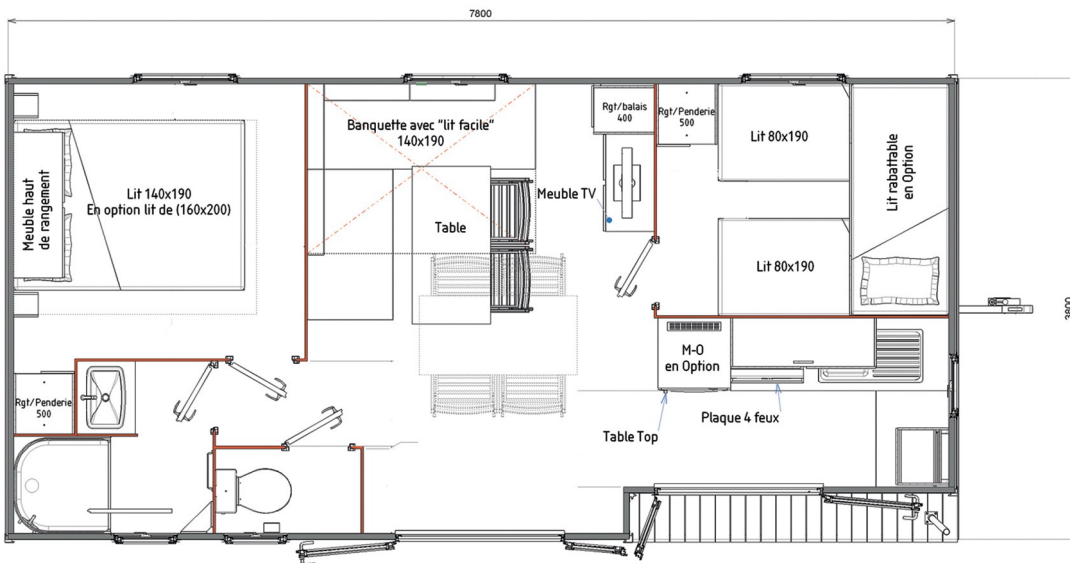 7800
Rgt/balais
400
Rgt/Penderie
500
Banquette avec "lit facile"
140x190
Lit 80x190
Lit rabattable
en Option
Meuble haut
de rangement
Lit 140x190
En option lit de (160x200)
Meuble TV
Table
Lit 80x190
3800
M-O
en Option
Rgt/Penderie
500
Plaque 4 feux
Table Top